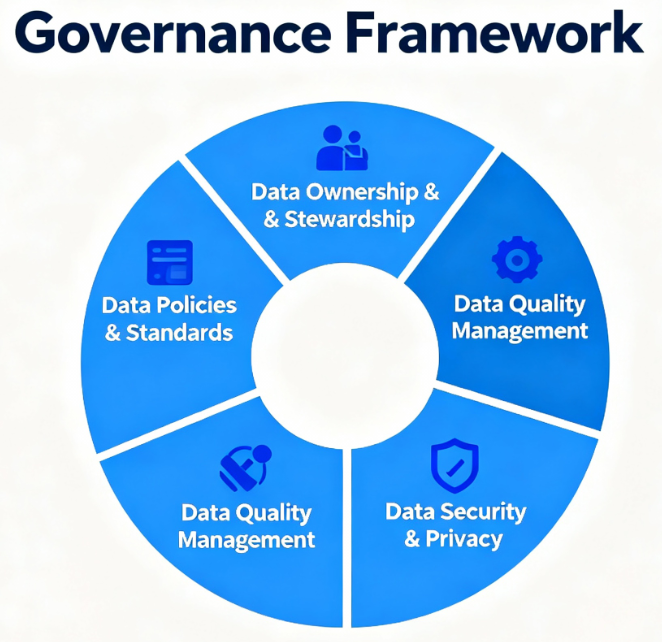 Governance Framework
Data Ownership &
& Stewardship
Data Quality
Management
Data Security
& Privacy
Data Quality
Management
Data Policies
& Standards